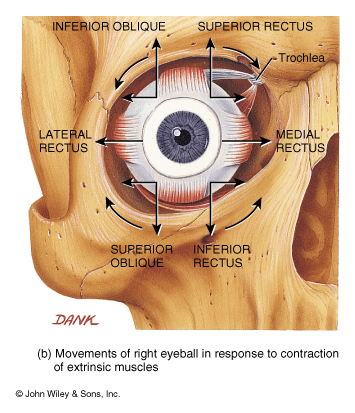 INFERIOR OBLIQUE
SUPERIOR RECTUS
Trochlea
LATERAL
RECTUS
MEDIAL
RECTUS
SUPERIOR
OBLIQUE
INFERIOR
RECTUS
DANK
(b) Movements of right eyeball in response to contraction
of extrinsic muscles
© John Wiley & Sons, Inc.